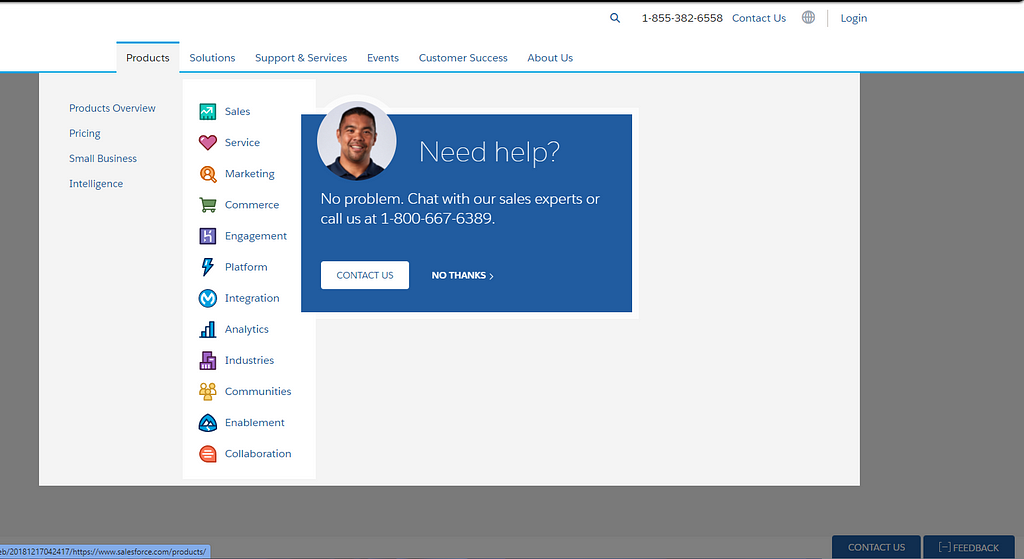 1-855-382-6558 Contact Us Login
Products Solutions Support & Services Events Customer Success About Us
Products Overview
Pricing
Small Business
Intelligence
Sales
Service
Marketing
Commerce
Engagement
Platform
Integration
Analytics
Industries
Communities
Enablement
Collaboration
Need help?
No problem. Chat with our sales experts or
call us at 1-800-667-6389.
CONTACT US NO THANKS >
eb/20181217042417/https://www.salesforce.com/products/
CONTACT US [−] FEEDBACK